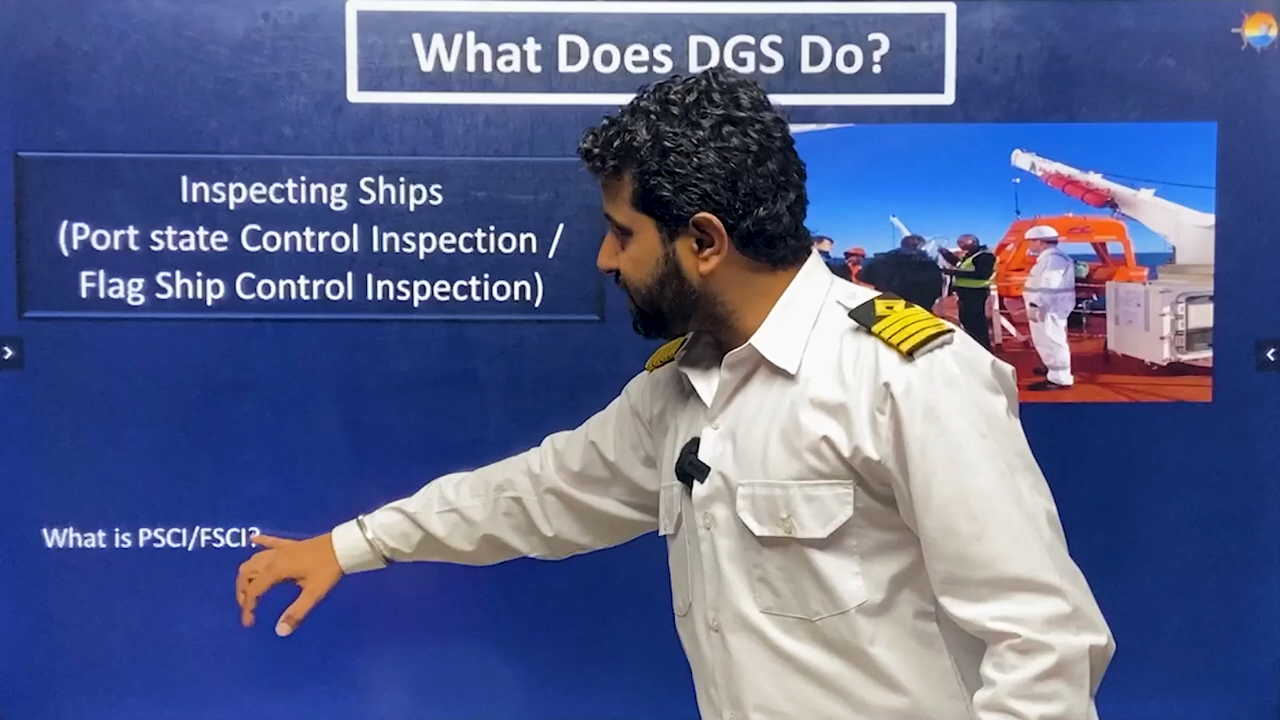 What Does DGS Do?
Inspecting Ships
(Port state Control Inspection /
Flag Ship Control Inspection)
What is PSCI/FSCI?